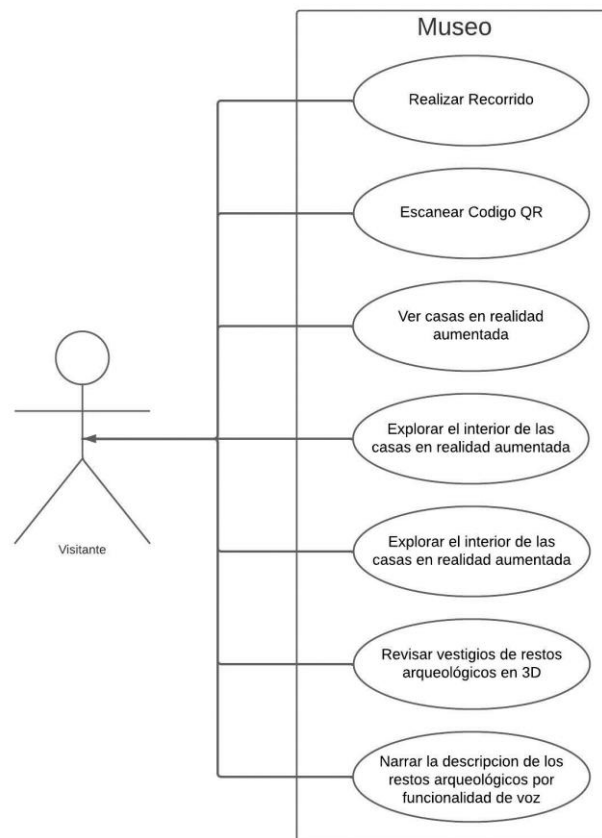 Museo
Realizar Recorrido
Escanear Codigo QR
Ver casas en realidad
aumentada
Explorar el interior de las
casas en realidad aumentada
Visitante
Explorar el interior de las
casas en realidad aumentada
Revisar vestigios de restos
arqueológicos en 3D
Narrar la descripcion de los
restos arqueológicos por
funcionalidad de voz